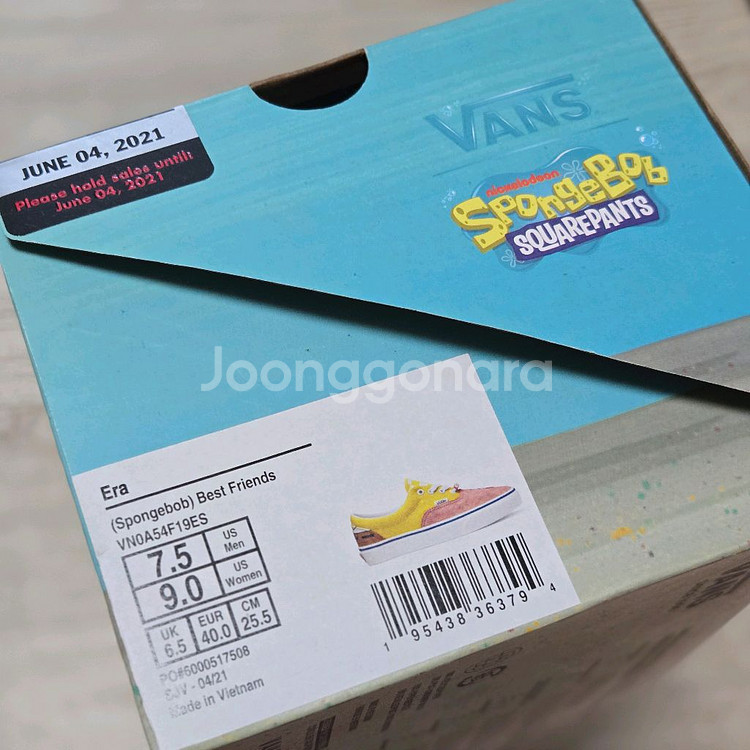 VANS
JUNE 04, 2021
Please hold sales until:
June 04, 2021
nickelodeon
SPONGEBOB
SQUAREPANTS
Joonggonara
Era
(Spongebob) Best Friends
VN0A54F19ES
7.5 US Men
9.0 US Women
UK 6.5 EUR 40.0 CM 25.5
PO#6000517508
SJV - 04/21
Made in Vietnam
1 95438 36379 4